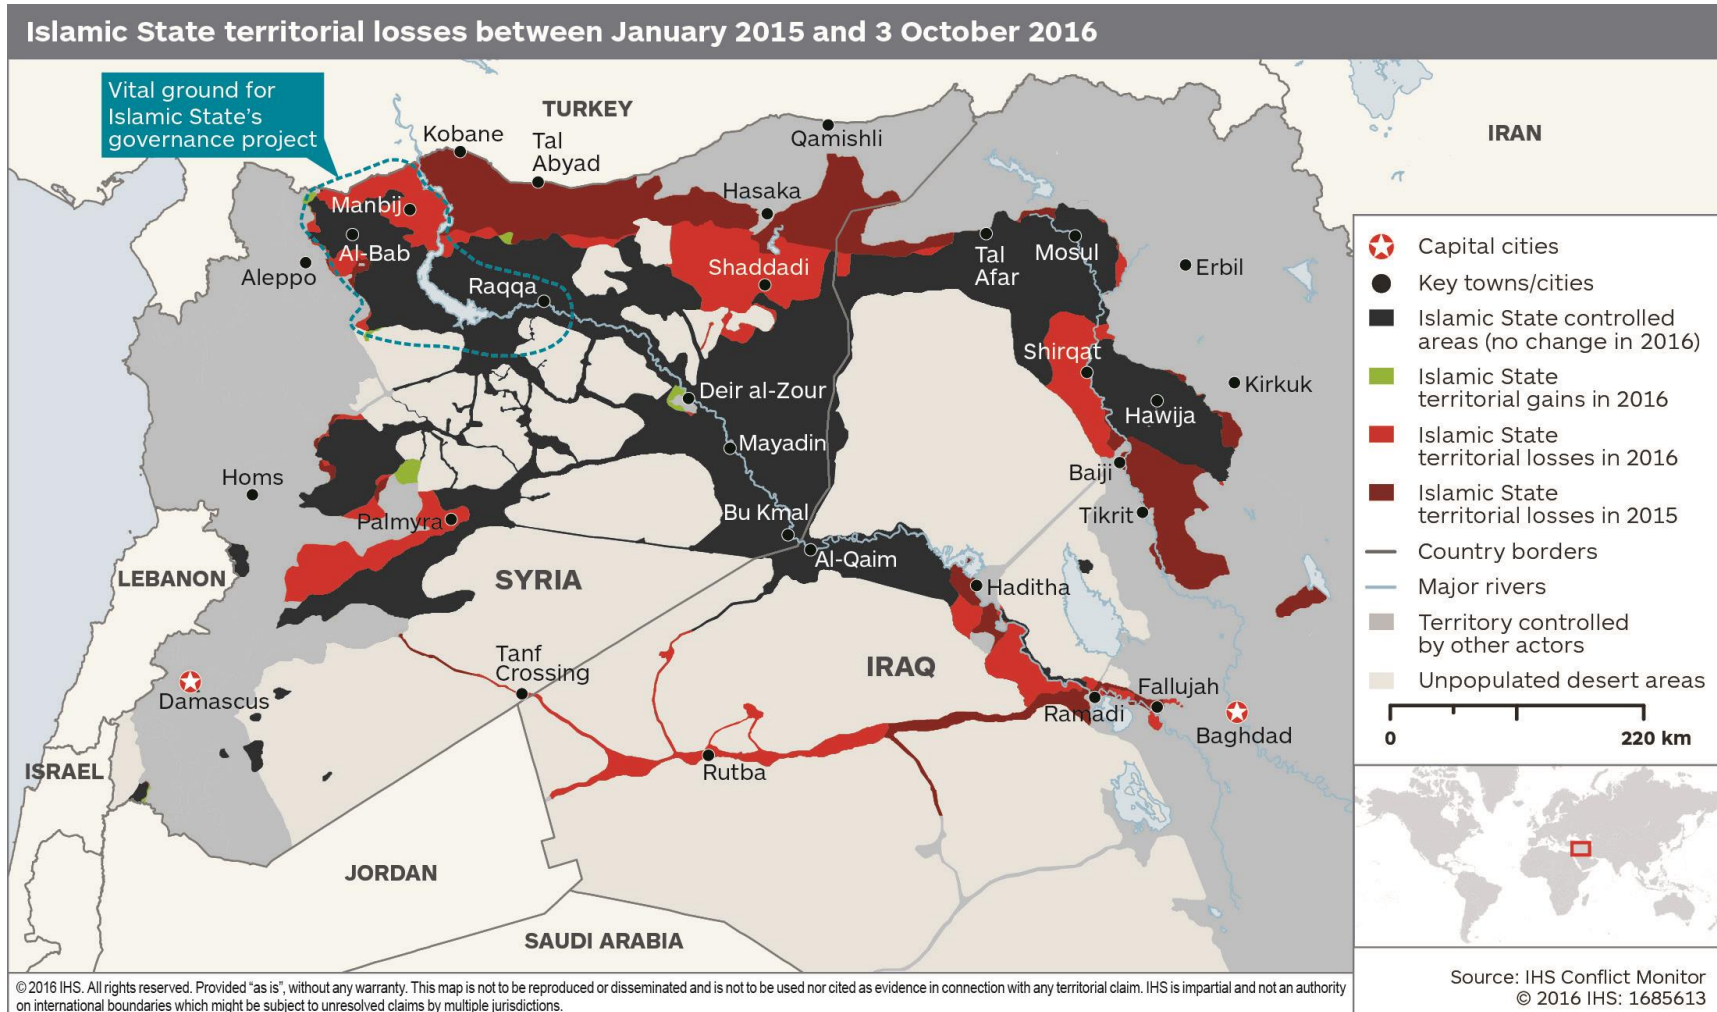 Islamic State territorial losses between January 2015 and 3 October 2016
Vital ground for
Islamic State's
governance project
TURKEY
IRAN
Kobane
Tal
Abyad
Qamishli
Hasaka
Manbij
Al-Bab
Aleppo
Raqqa
Shaddadi
Tal
Afar
Mosul
Erbil
Shirqat
Kirkuk
Hawija
Deir al-Zour
Mayadin
Baiji
Homs
Palmyra
Bu Kmal
Tikrit
Al-Qaim
LEBANON
SYRIA
Haditha
Tanf
Crossing
IRAQ
Damascus
Fallujah
Ramadi
Baghdad
Rutba
ISRAEL
JORDAN
SAUDI ARABIA
Capital cities
Key towns/cities
Islamic State controlled
areas (no change in 2016)
Islamic State
territorial gains in 2016
Islamic State
territorial losses in 2016
Islamic State
territorial losses in 2015
Country borders
Major rivers
Territory controlled
by other actors
Unpopulated desert areas
0 220 km
Source: IHS Conflict Monitor
© 2016 IHS: 1685613
© 2016 IHS. All rights reserved. Provided "as is", without any warranty. This map is not to be reproduced or disseminated and is not to be used nor cited as evidence in connection with any territorial claim. IHS is impartial and not an authority
on international boundaries which might be subject to unresolved claims by multiple jurisdictions.